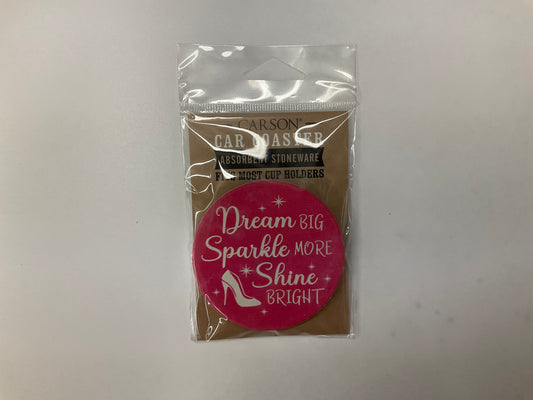 CARSON®
CAR COASTER
ABSORBENT STONEWARE
FITS MOST CUP HOLDERS
Dream BIG
Sparkle MORE
Shine
BRIGHT